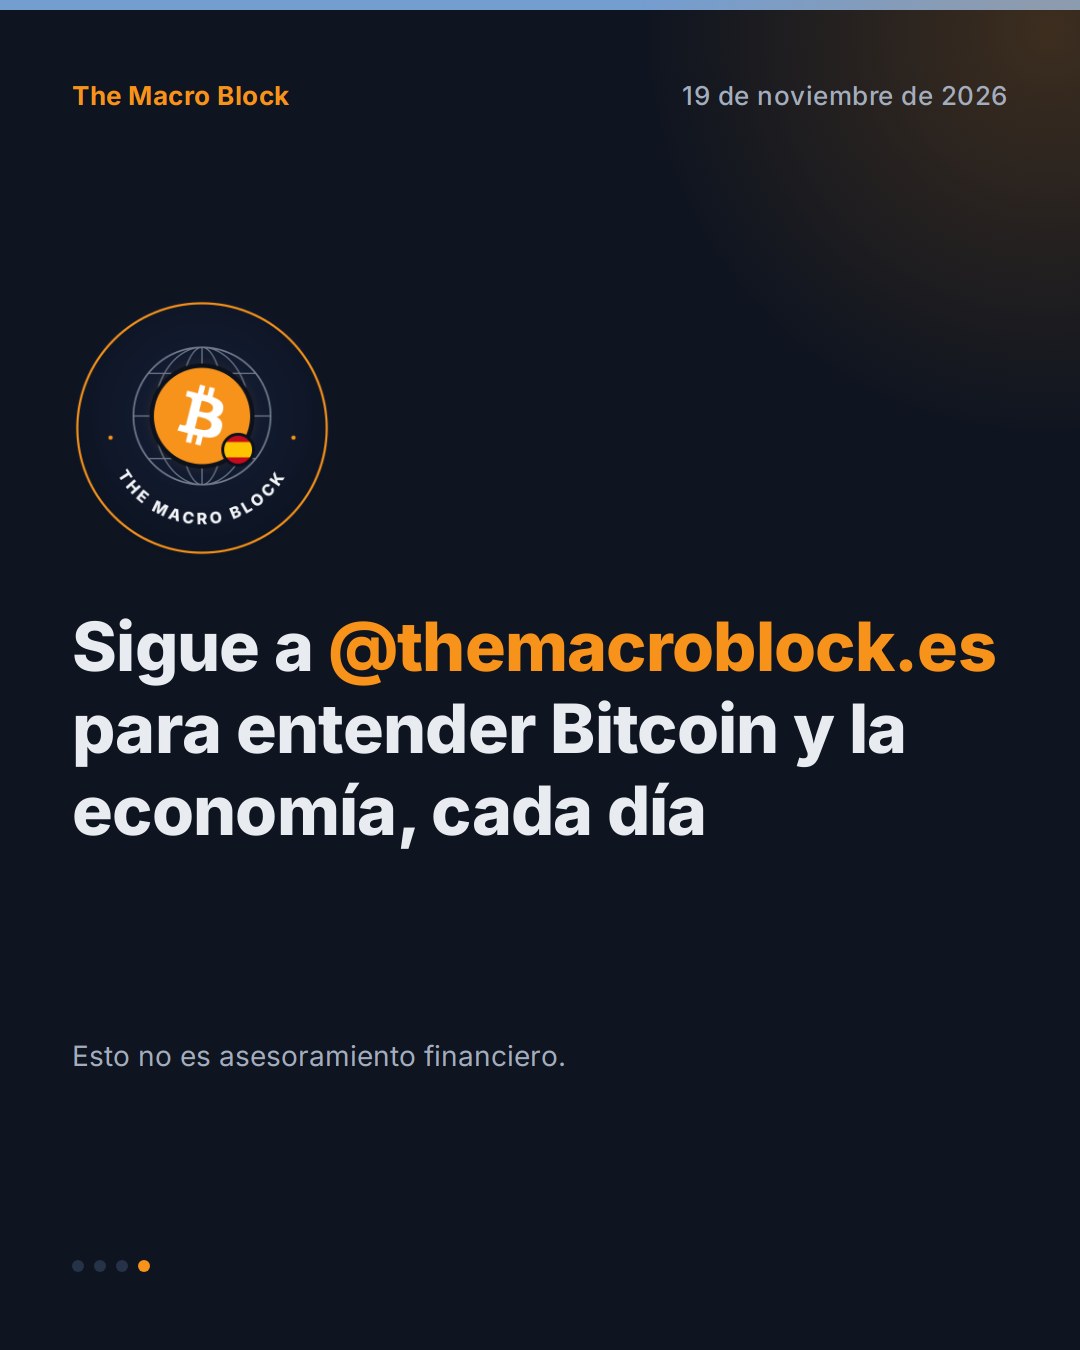 The Macro Block
19 de noviembre de 2026
THE MACRO BLOCK
Sigue a @themacroblock.es
para entender Bitcoin y la
economía, cada día
Esto no es asesoramiento financiero.